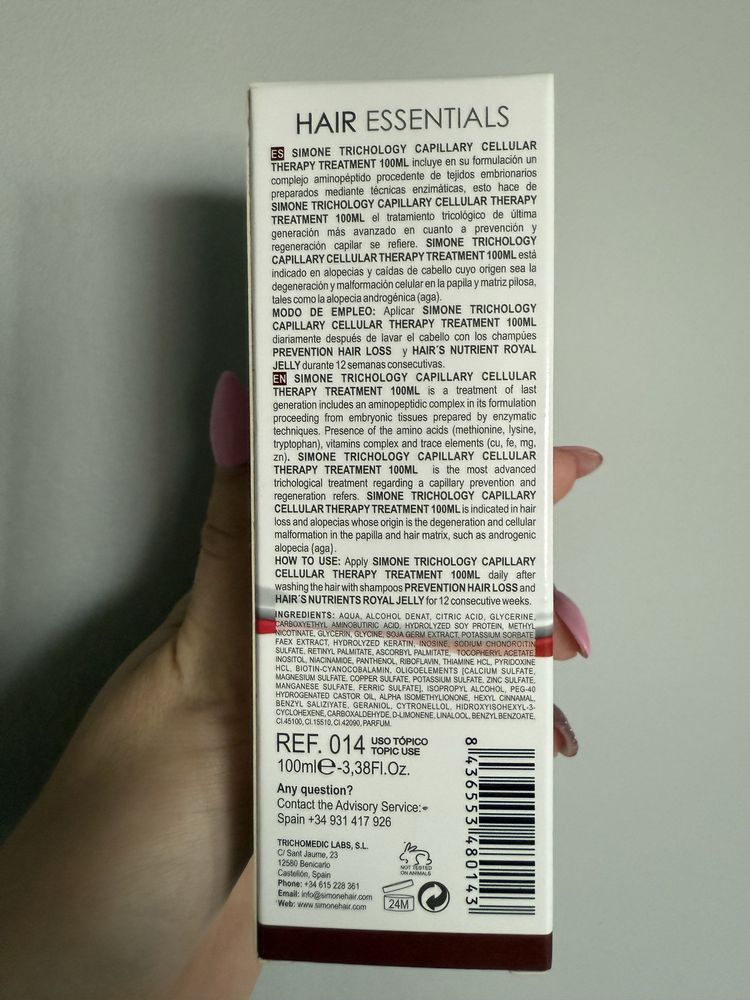 HAIR ESSENTIALS
ES SIMONE TRICHOLOGY CAPILLARY CELLULAR
THERAPY TREATMENT 100ML incluye en su formulación un
complejo aminopéptido procedente de tejidos embrionarios
preparados mediante técnicas enzimáticas, esto hace de
SIMONE TRICHOLOGY CAPILLARY CELLULAR THERAPY
TREATMENT 100ML el tratamiento tricológico de última
generación más avanzado en cuanto a prevención y
regeneración capilar se refiere. SIMONE TRICHOLOGY
CAPILLARY CELLULAR THERAPY TREATMENT 100ML está
indicado en alopecias y caídas de cabello cuyo origen sea la
degeneración y malformación celular en la papila y matriz pilosa,
tales como la alopecia androgénica (aga).
MODO DE EMPLEO: Aplicar SIMONE TRICHOLOGY
CAPILLARY CELLULAR THERAPY TREATMENT 100ML
diariamente después de lavar el cabello con los champúes
PREVENTION HAIR LOSS y HAIR´S NUTRIENT ROYAL
JELLY durante 12 semanas consecutivas.
EN SIMONE TRICHOLOGY CAPILLARY CELLULAR
THERAPY TREATMENT 100ML is a treatment of last
generation includes an aminopeptidic complex in its formulation
proceeding from embryonic tissues prepared by enzymatic
techniques. Presence of the amino acids (methionine, lysine,
tryptophan), vitamins complex and trace elements (cu, fe, mg,
zn). SIMONE TRICHOLOGY CAPILLARY CELLULAR
THERAPY TREATMENT 100ML is the most advanced
trichological treatment regarding a capillary prevention and
regeneration refers. SIMONE TRICHOLOGY CAPILLARY
CELLULAR THERAPY TREATMENT 100ML is indicated in hair
loss and alopecias whose origin is the degeneration and cellular
malformation in the papilla and hair matrix, such as androgenic
alopecia (aga).
HOW TO USE: Apply SIMONE TRICHOLOGY CAPILLARY
CELLULAR THERAPY TREATMENT 100ML daily after
washing the hair with shampoos PREVENTION HAIR LOSS and
HAIR´S NUTRIENTS ROYAL JELLY for 12 consecutive weeks.
INGREDIENTS: AQUA, ALCOHOL DENAT, CITRIC ACID, GLYCERINE,
CARBOXYETHYL AMINOBUTIRIC ACID, HYDROLYZED SOY PROTEIN, METHYL
NICOTINATE, GLYCERIN, GLYCINE, SOJA GERM EXTRACT, POTASSIUM SORBATE,
FAEX EXTRACT, HYDROLYZED KERATIN, INOSINE, SODIUM CHONDROITIN
SULFATE, RETINYL PALMITATE, ASCORBYL PALMITATE, TOCOPHERYL ACETATE
INOSITOL, NIACINAMIDE, PANTHENOL, RIBOFLAVIN, THIAMINE HCL, PYRIDOXINE
HCL, BIOTIN-CYANOCOBALAMIN, OLIGOELEMENTS [CALCIUM SULFATE,
MAGNESIUM SULFATE, COPPER SULFATE, POTASSIUM SULFATE, ZINC SULFATE,
MANGANESE SULFATE, FERRIC SULFATE], ISOPROPYL ALCOHOL, PEG-40
HYDROGENATED CASTOR OIL, ALPHA ISOMETHYLIONONE, HEXYL CINNAMAL,
BENZYL SALIZIYATE, GERANIOL, CYTRONELLOL, HIDROXYISOHEXYL-3-
CYCLOHEXENE, CARBOXALDEHYDE, D-LIMONENE, LINALOOL, BENZYL BENZOATE,
CI.45100, CI.15510, CI.42090, PARFUM.
REF. 014 USO TÓPICO
TOPIC USE
100ml℮-3,38Fl.Oz.
Any question?
Contact the Advisory Service:
Spain +34 931 417 926
TRICHOMEDIC LABS, S.L.
C/ Sant Jaume, 23
12580 Benicarlo
Castellón, Spain
Phone: +34 615 228 361
Email: info@simonehair.com
Web: www.simonehair.com
NOT TESTED
ON ANIMALS
24M
8 436553 480143